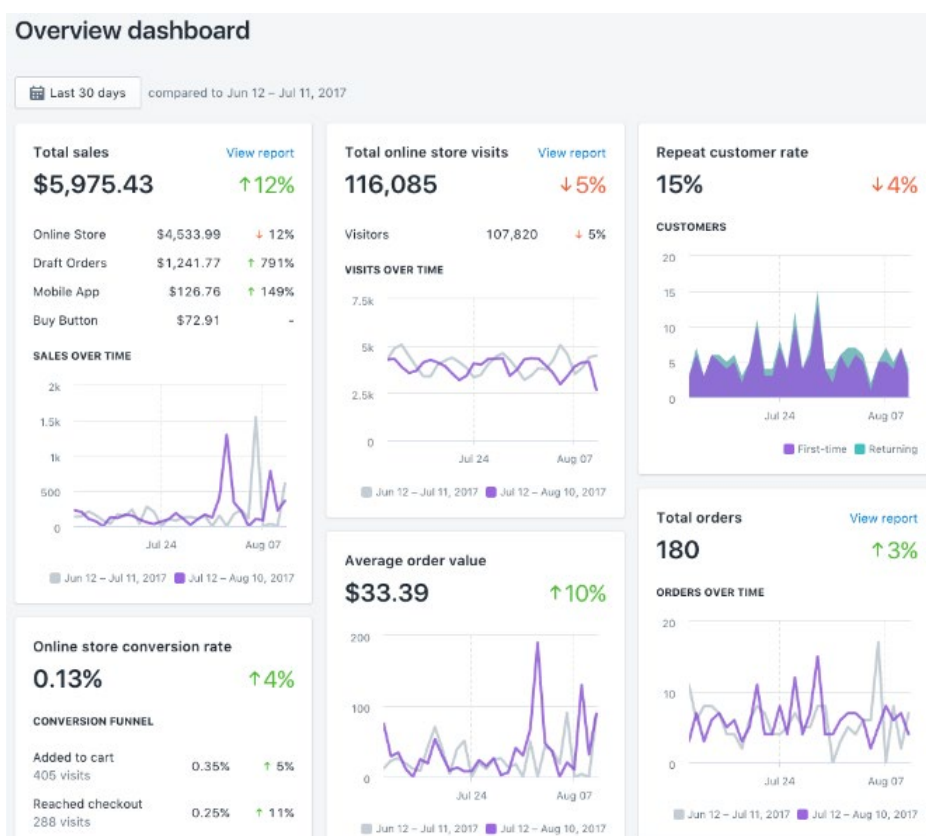 Overview dashboard
Last 30 days compared to Jun 12 – Jul 11, 2017
Total sales View report
$5,975.43 ↑12%
Online Store $4,533.99 ↓ 12%
Draft Orders $1,241.77 ↑ 791%
Mobile App $126.76 ↑ 149%
Buy Button $72.91 -
SALES OVER TIME
2k
1.5k
1k
500
0
Jul 24 Aug 07
Jun 12 – Jul 11, 2017 Jul 12 – Aug 10, 2017
Online store conversion rate
0.13% ↑4%
CONVERSION FUNNEL
Added to cart
405 visits
0.35% ↑ 5%
Reached checkout
288 visits
0.25% ↑ 11%
Total online store visits View report
116,085 ↓5%
Visitors 107,820 ↓ 5%
VISITS OVER TIME
7.5k
5k
2.5k
0
Jul 24 Aug 07
Jun 12 – Jul 11, 2017 Jul 12 – Aug 10, 2017
Average order value
$33.39 ↑10%
200
100
0
Jul 24 Aug 07
Jun 12 – Jul 11, 2017 Jul 12 – Aug 10, 2017
Repeat customer rate
15% ↓4%
CUSTOMERS
20
15
10
5
0
Jul 24 Aug 07
First-time Returning
Total orders View report
180 ↑3%
ORDERS OVER TIME
20
10
0
Jul 24 Aug 07
Jun 12 – Jul 11, 2017 Jul 12 – Aug 10, 2017